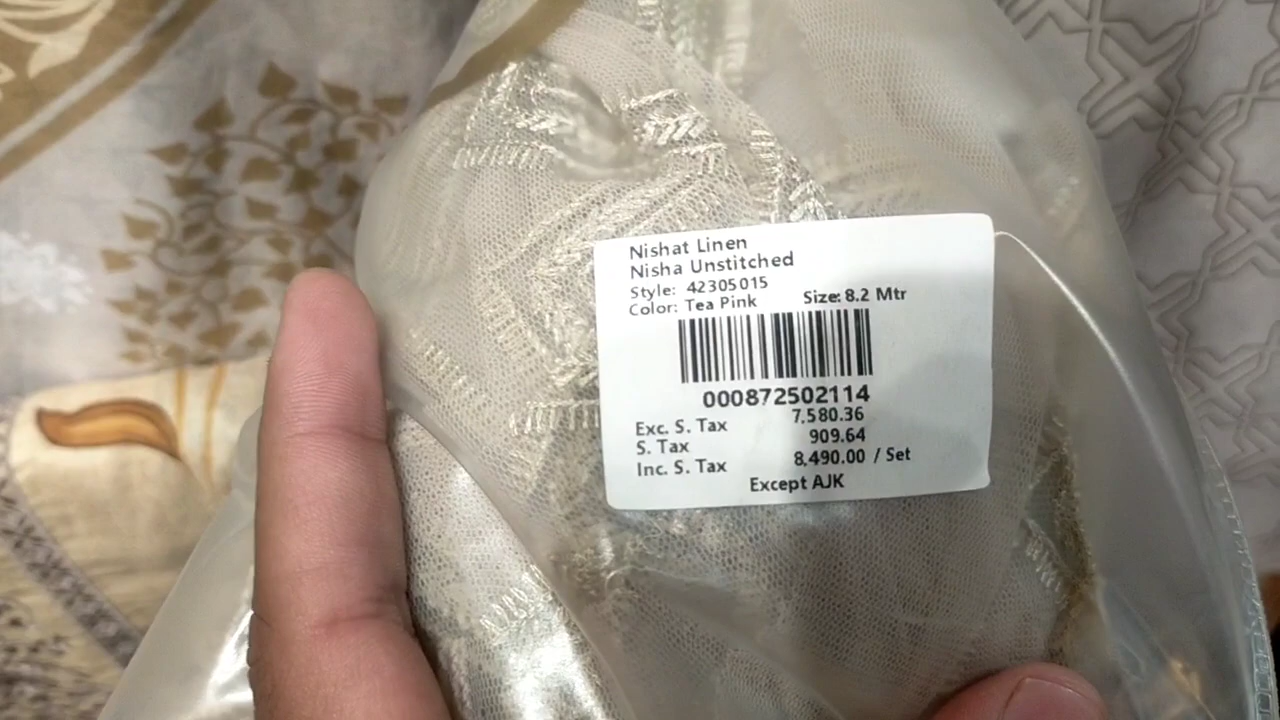 Nishat Linen
Nisha Unstitched
Style: 42305015
Color: Tea Pink Size: 8.2 Mtr
000872502114
Exc. S. Tax 7,580.36
S. Tax 909.64
Inc. S. Tax 8,490.00 / Set
Except AJK